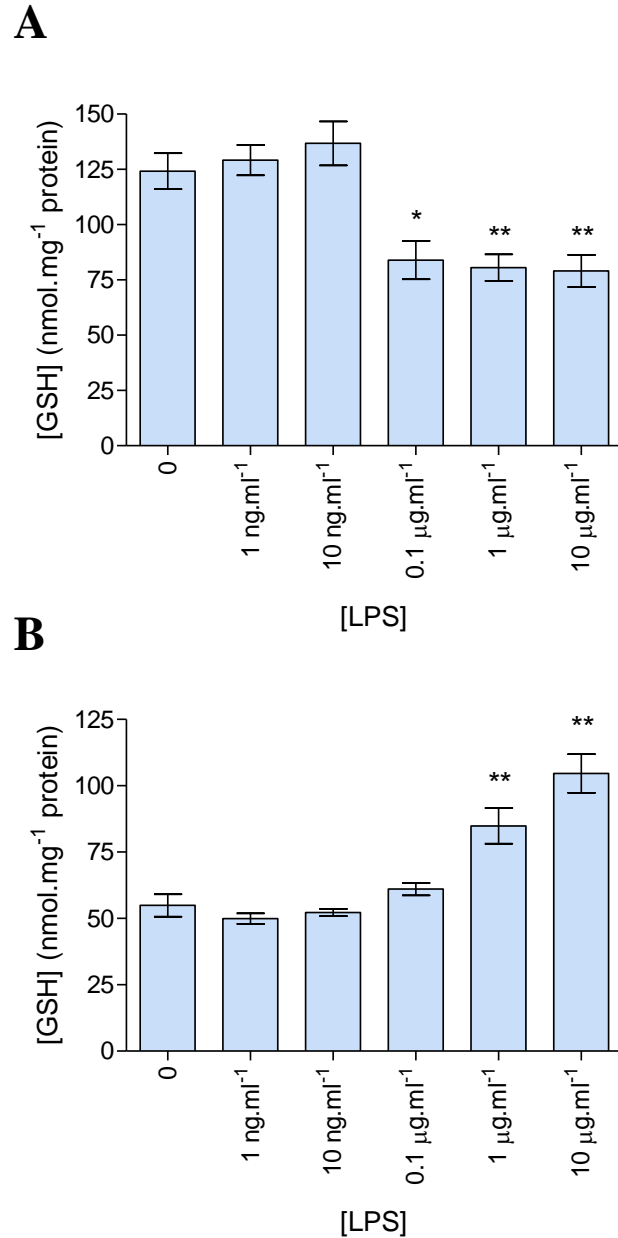 A
[GSH] (nmol.mg⁻¹ protein)
150
125
100
75
50
25
0
*
**
**
0
1 ng.ml⁻¹
10 ng.ml⁻¹
0.1 µg.ml⁻¹
1 µg.ml⁻¹
10 µg.ml⁻¹
[LPS]
B
[GSH] (nmol.mg⁻¹ protein)
125
100
75
50
25
0
**
**
0
1 ng.ml⁻¹
10 ng.ml⁻¹
0.1 µg.ml⁻¹
1 µg.ml⁻¹
10 µg.ml⁻¹
[LPS]